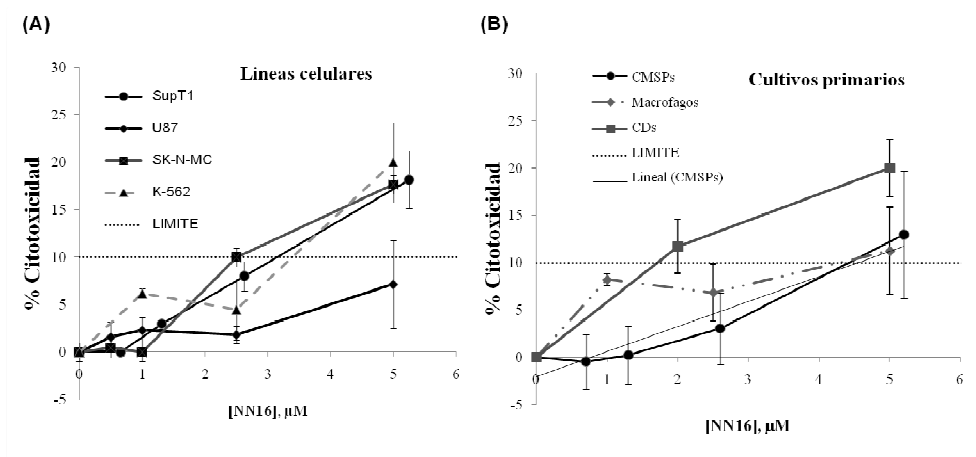 (A)
Lineas celulares
SupT1
U87
SK-N-MC
K-562
LIMITE
% Citotoxicidad
30
25
20
15
10
5
0
-5
0
1
2
3
4
5
6
[NN16], µM
(B)
Cultivos primarios
CMSPs
Macrofagos
CDs
LIMITE
Lineal (CMSPs)
% Citotoxicidad
30
25
20
15
10
5
0
-5
0
1
2
3
4
5
6
[NN16], µM